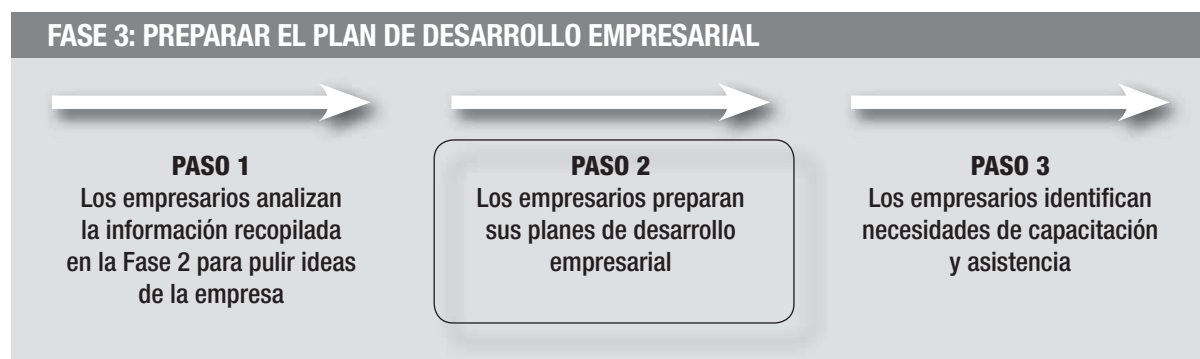 FASE 3: PREPARAR EL PLAN DE DESARROLLO EMPRESARIAL
PASO 1
Los empresarios analizan
la información recopilada
en la Fase 2 para pulir ideas
de la empresa
PASO 2
Los empresarios preparan
sus planes de desarrollo
empresarial
PASO 3
Los empresarios identifican
necesidades de capacitación
y asistencia